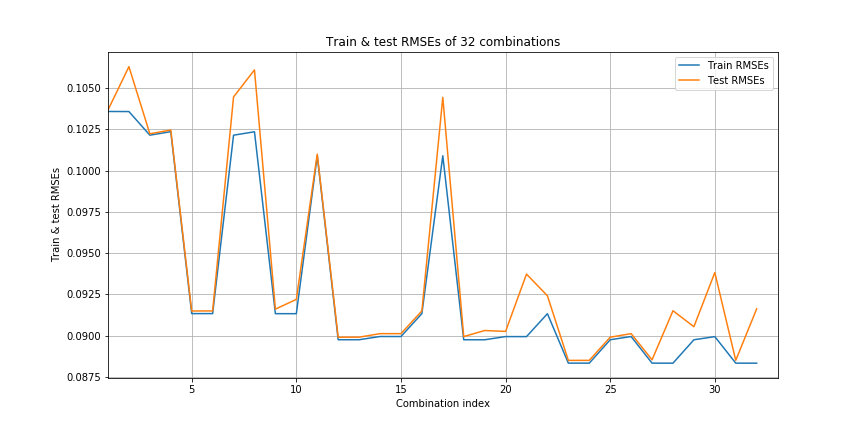 Train & test RMSEs of 32 combinations
Train RMSEs
Test RMSEs
Train & test RMSEs
0.1050
0.1025
0.1000
0.0975
0.0950
0.0925
0.0900
0.0875
5 10 15 20 25 30
Combination index